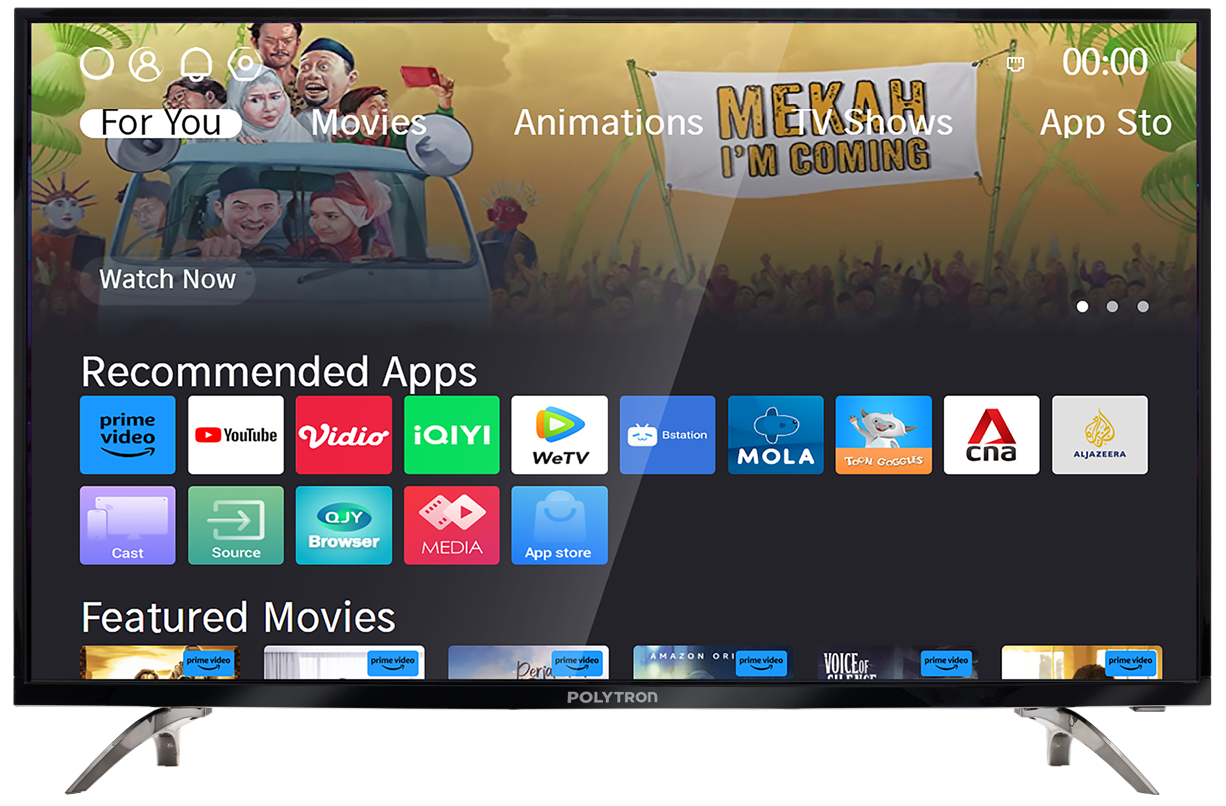 00:00
For You Movies Animations TV Shows App Sto
MEKAH
I'M COMING
Watch Now
Recommended Apps
prime video
YouTube
Vidio
iQIYI
WeTV
Bstation
MOLA
TOON GOGGLES
cna
ALJAZEERA
Cast
Source
QJY
Browser
MEDIA
App store
Featured Movies
prime video
prime video
Perja
prime video
AMAZON ORI
prime video
VOICE OF
SILENCE
prime video
prime video
POLYTRON